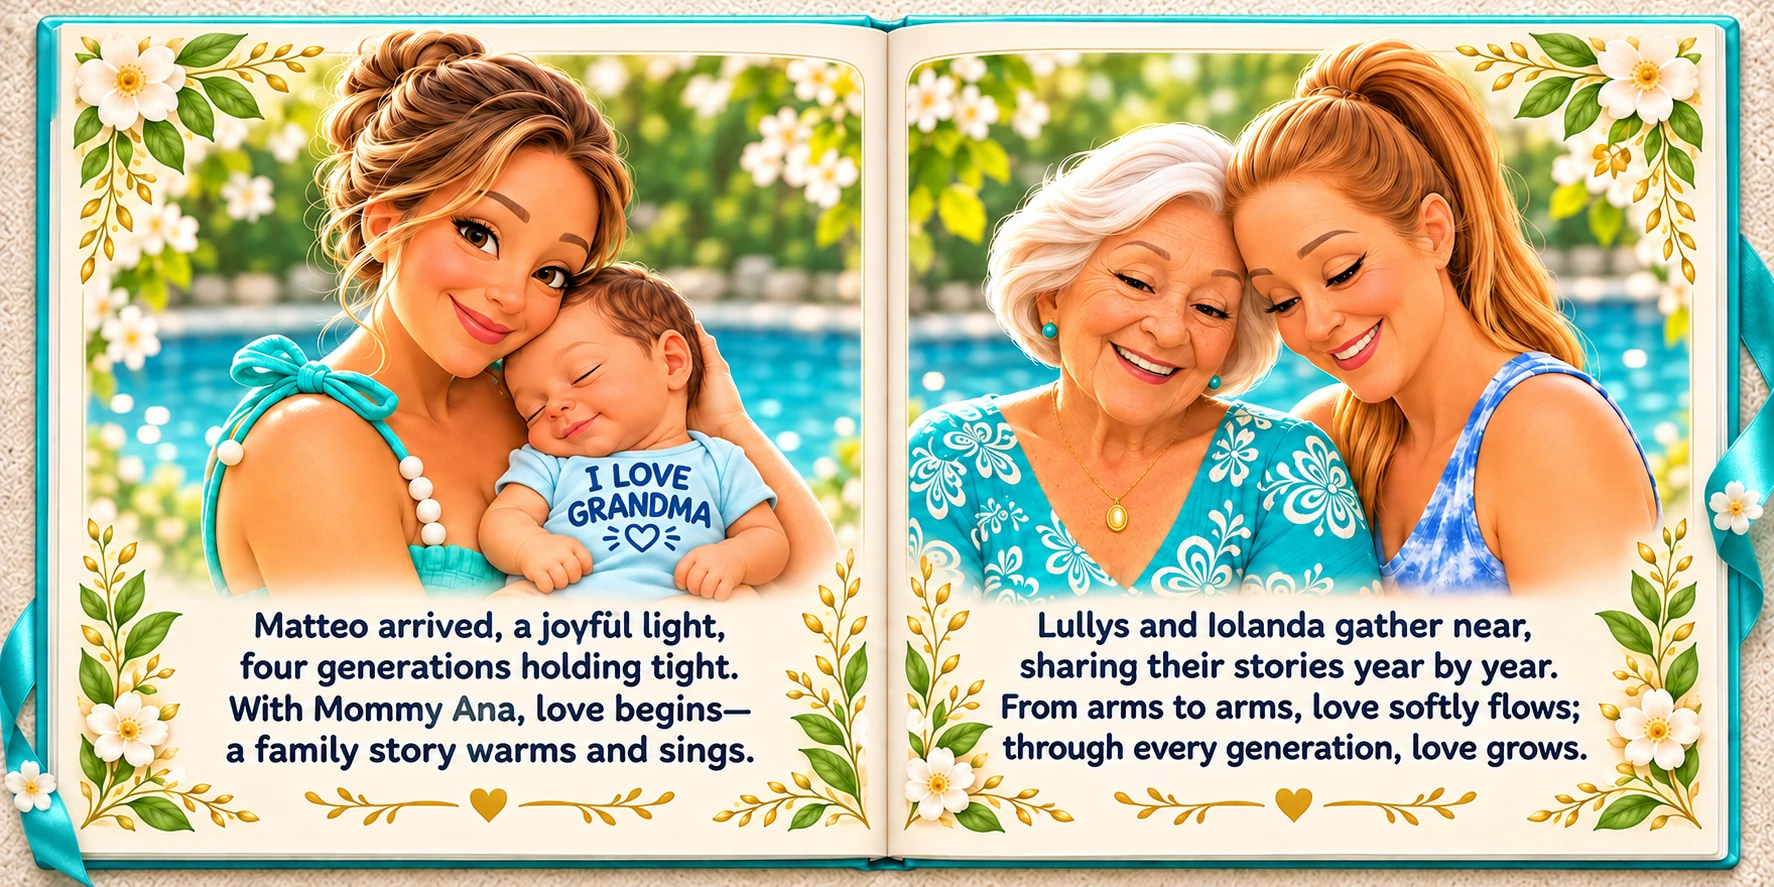 I LOVE
GRANDMA
Matteo arrived, a joyful light,
four generations holding tight.
With Mommy Ana, love begins—
a family story warms and sings.
Lullys and Iolanda gather near,
sharing their stories year by year.
From arms to arms, love softly flows;
through every generation, love grows.